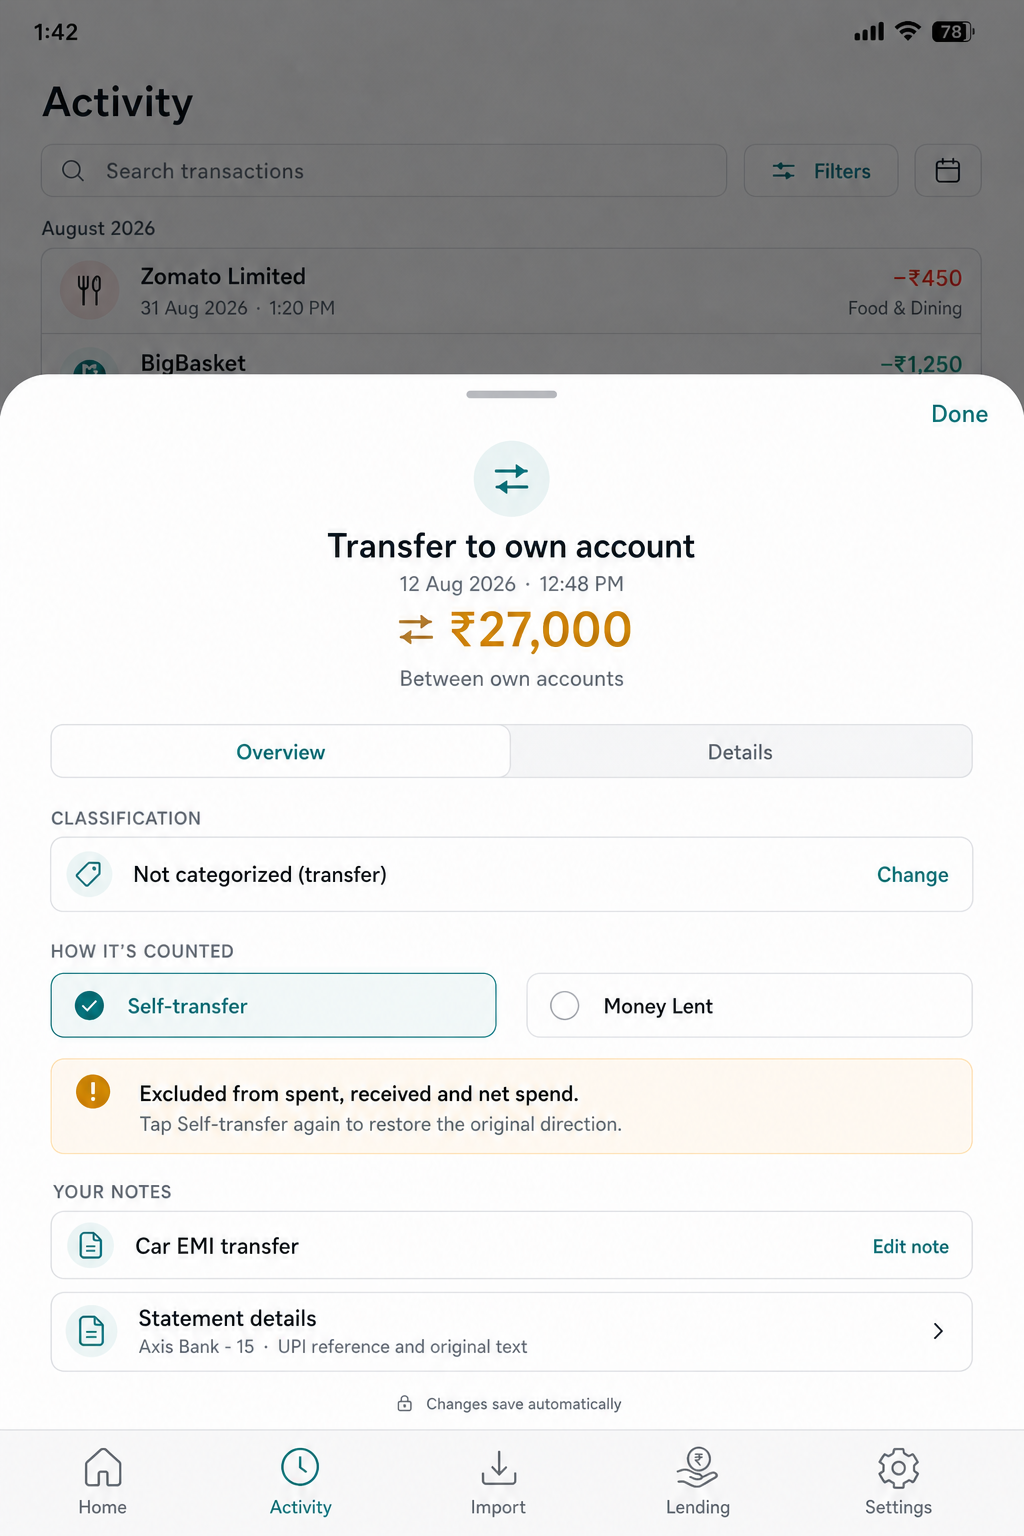 1:42
78
Activity
Search transactions
Filters
August 2026
Zomato Limited
−₹450
31 Aug 2026 · 1:20 PM
Food & Dining
BigBasket
−₹1,250
Done
Transfer to own account
12 Aug 2026 · 12:48 PM
₹27,000
Between own accounts
Overview
Details
CLASSIFICATION
Not categorized (transfer)
Change
HOW IT’S COUNTED
Self-transfer
Money Lent
Excluded from spent, received and net spend.
Tap Self-transfer again to restore the original direction.
YOUR NOTES
Car EMI transfer
Edit note
Statement details
Axis Bank - 15 · UPI reference and original text
Changes save automatically
Home
Activity
Import
Lending
Settings